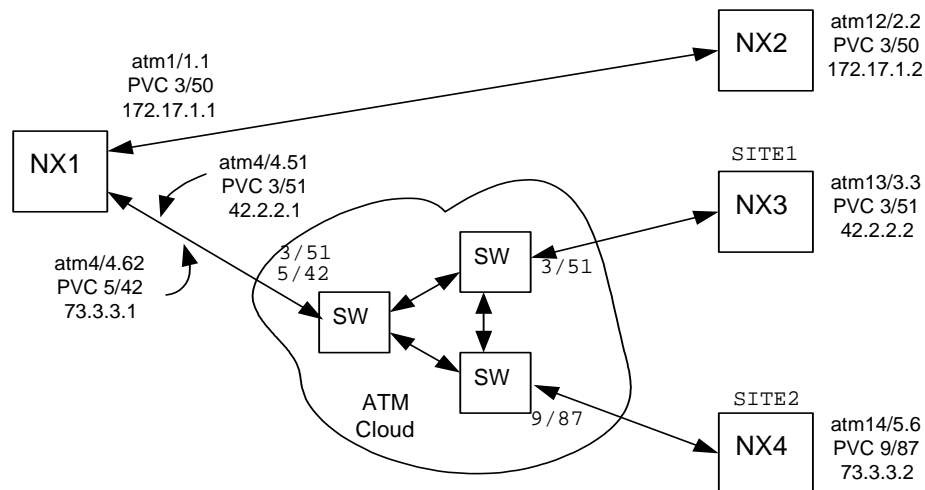 NX1
atm1/1.1
PVC 3/50
172.17.1.1
NX2
atm12/2.2
PVC 3/50
172.17.1.2
atm4/4.51
PVC 3/51
42.2.2.1
atm4/4.62
PVC 5/42
73.3.3.1
3/51
5/42
SW
SW
3/51
SW
9/87
ATM
Cloud
SITE1
NX3
atm13/3.3
PVC 3/51
42.2.2.2
SITE2
NX4
atm14/5.6
PVC 9/87
73.3.3.2